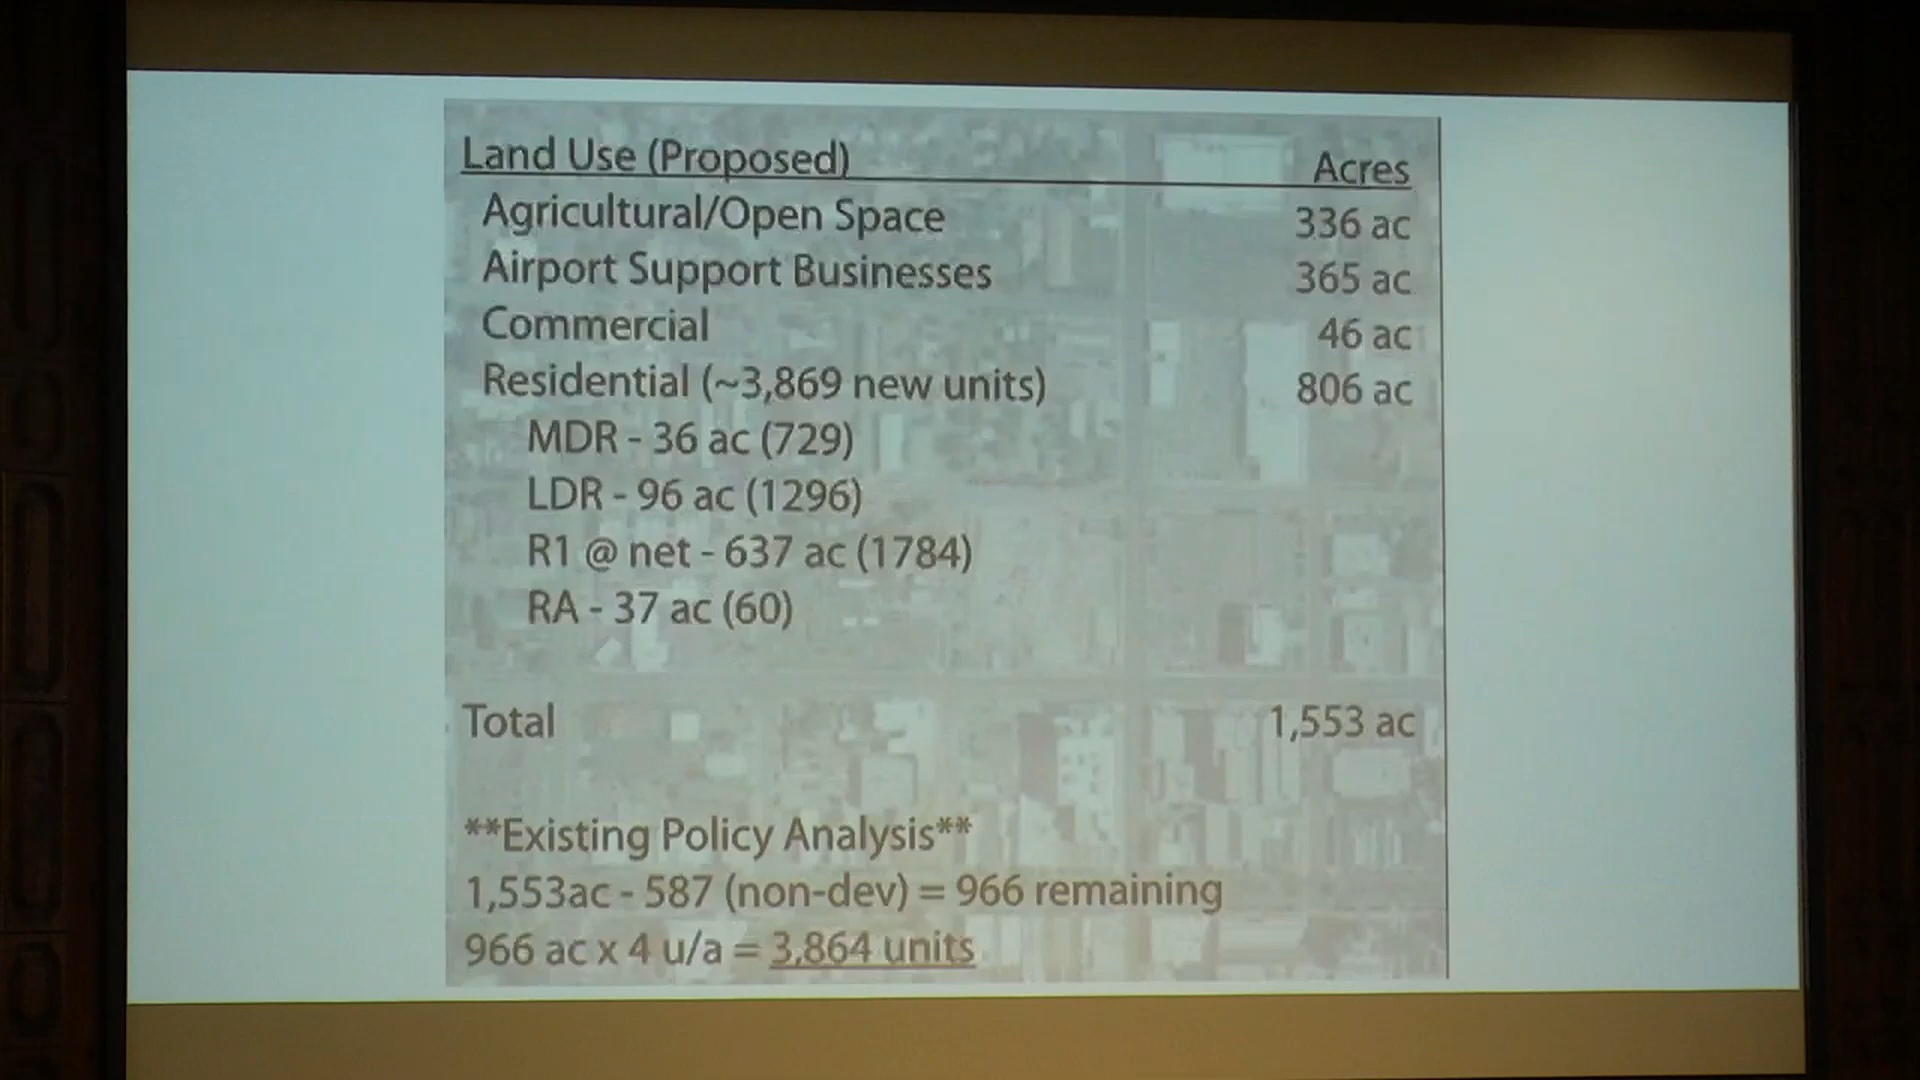 Land Use (Proposed) Acres
Agricultural/Open Space 336 ac
Airport Support Businesses 365 ac
Commercial 46 ac
Residential (~3,869 new units) 806 ac
MDR - 36 ac (729)
LDR - 96 ac (1296)
R1 @ net - 637 ac (1784)
RA - 37 ac (60)
Total 1,553 ac
**Existing Policy Analysis**
1,553ac - 587 (non-dev) = 966 remaining
966 ac x 4 u/a = 3,864 units